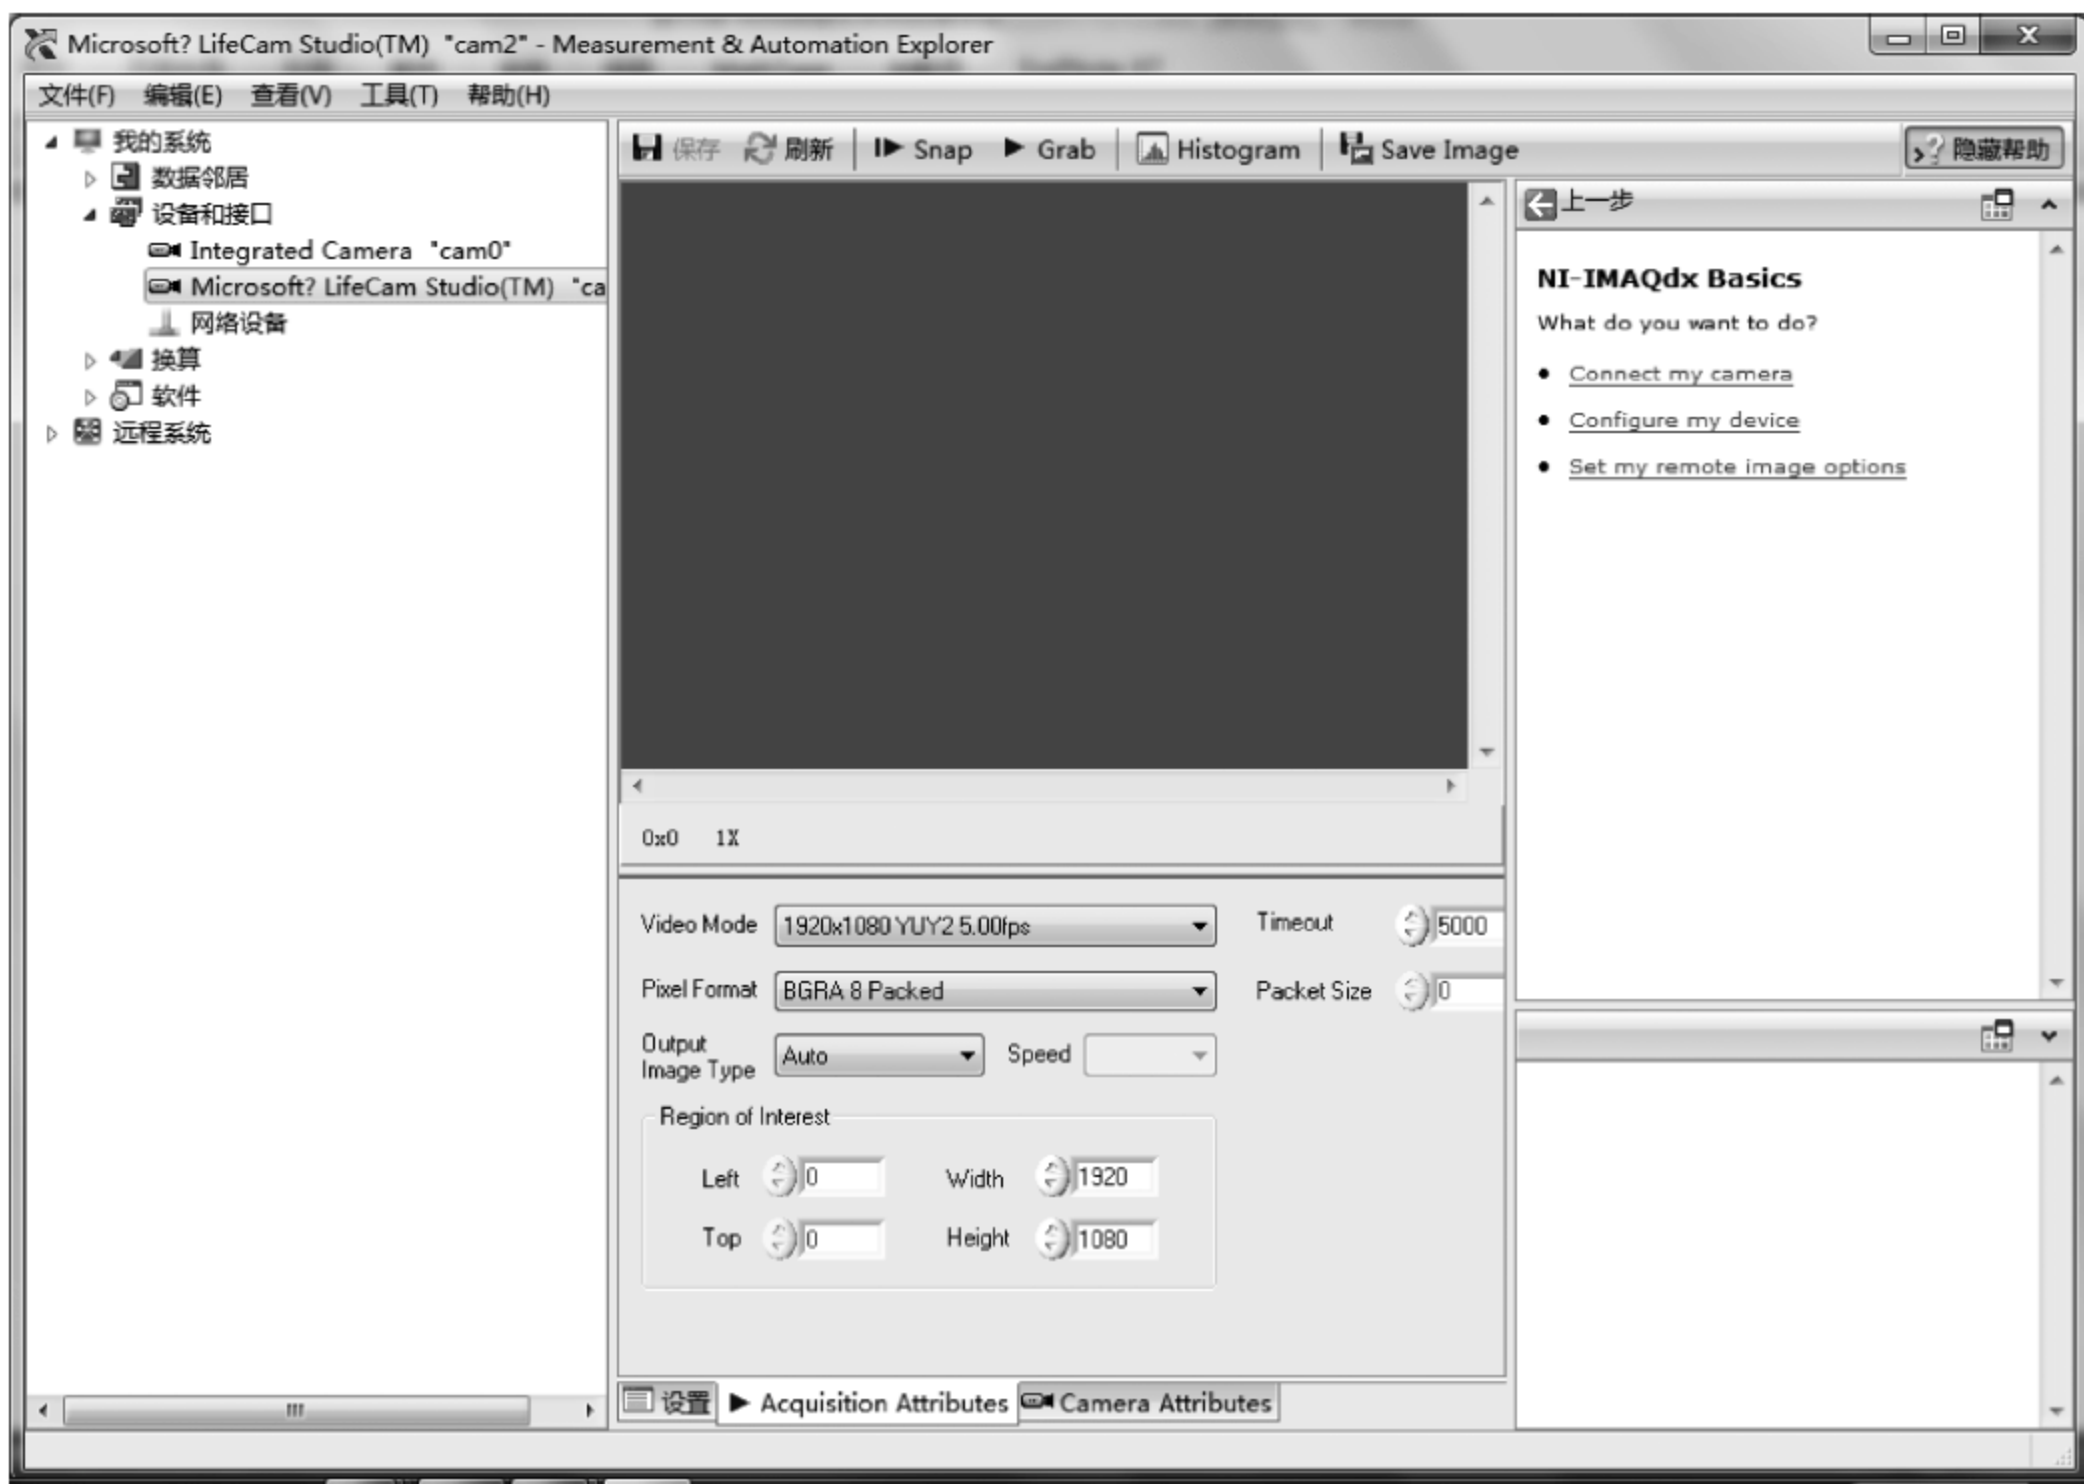 Microsoft? LifeCam Studio(TM) "cam2" - Measurement & Automation Explorer
文件(F) 编辑(E) 查看(V) 工具(T) 帮助(H)
我的系统
数据邻居
设备和接口
Integrated Camera "cam0"
Microsoft? LifeCam Studio(TM) "ca
网络设备
换算
软件
远程系统
保存 刷新 Snap Grab Histogram Save Image 隐藏帮助
0x0 1X
Video Mode 1920x1080 YUY2 5.00fps Timeout 5000
Pixel Format BGRA 8 Packed Packet Size 0
Output Image Type Auto Speed
Region of Interest
Left 0 Width 1920
Top 0 Height 1080
设置 Acquisition Attributes Camera Attributes
上一步
NI-IMAQdx Basics
What do you want to do?
• Connect my camera
• Configure my device
• Set my remote image options